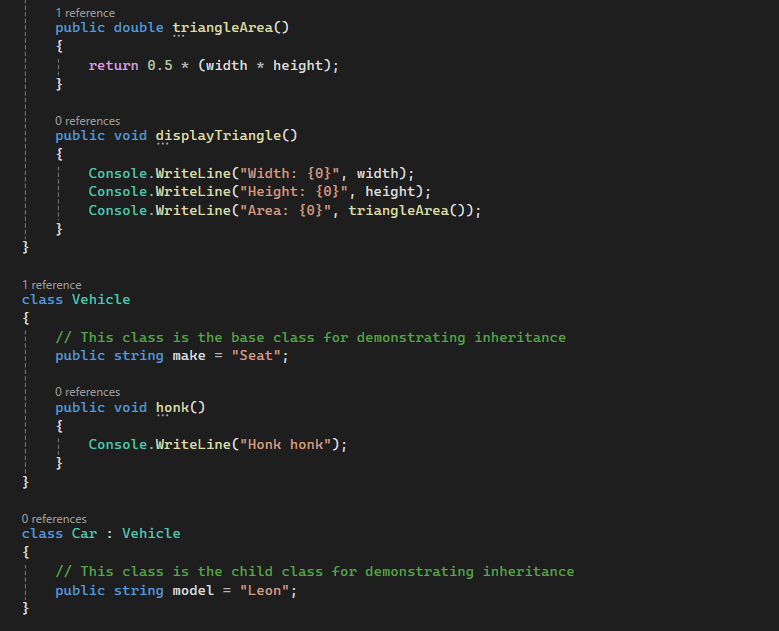 1 reference
public double triangleArea()
{
return 0.5 * (width * height);
}
0 references
public void displayTriangle()
{
Console.WriteLine("Width: {0}", width);
Console.WriteLine("Height: {0}", height);
Console.WriteLine("Area: {0}", triangleArea());
}
}
1 reference
class Vehicle
{
// This class is the base class for demonstrating inheritance
public string make = "Seat";
0 references
public void honk()
{
Console.WriteLine("Honk honk");
}
}
0 references
class Car : Vehicle
{
// This class is the child class for demonstrating inheritance
public string model = "Leon";
}